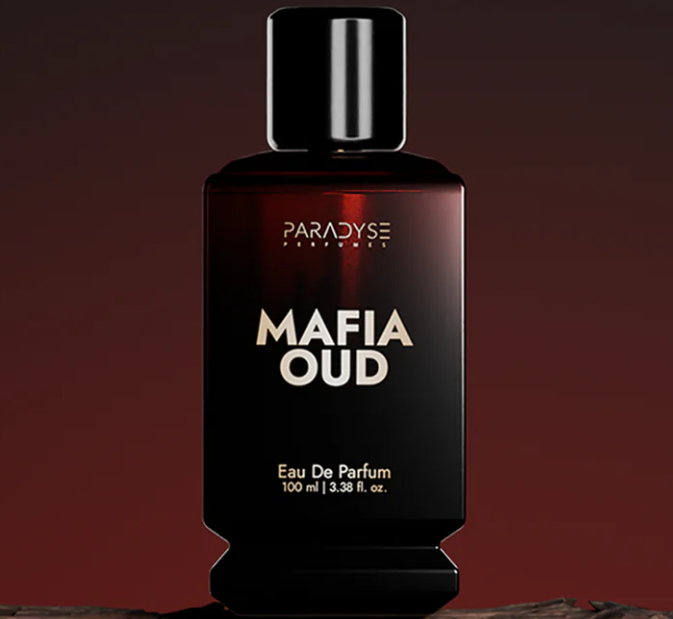 PARADYSE
PERFUMES
MAFIA
OUD
Eau De Parfum
100 ml | 3.38 fl. oz.